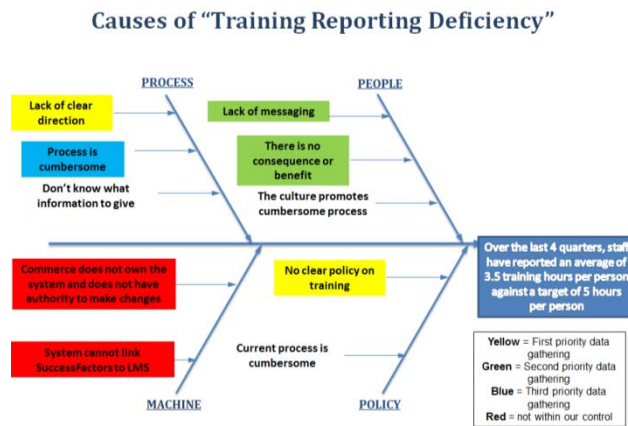 Causes of “Training Reporting Deficiency”
PROCESS
PEOPLE
Lack of clear
direction
Process is
cumbersome
Don’t know what
information to give
Lack of messaging
There is no
consequence or
benefit
The culture promotes
cumbersome process
Over the last 4 quarters, staff
have reported an average of
3.5 training hours per person
against a target of 5 hours
per person
Commerce does not own the
system and does not have
authority to make changes
System cannot link
SuccessFactors to LMS
MACHINE
No clear policy on
training
Current process is
cumbersome
POLICY
Yellow = First priority data
gathering
Green = Second priority data
gathering
Blue = Third priority data
gathering
Red = not within our control